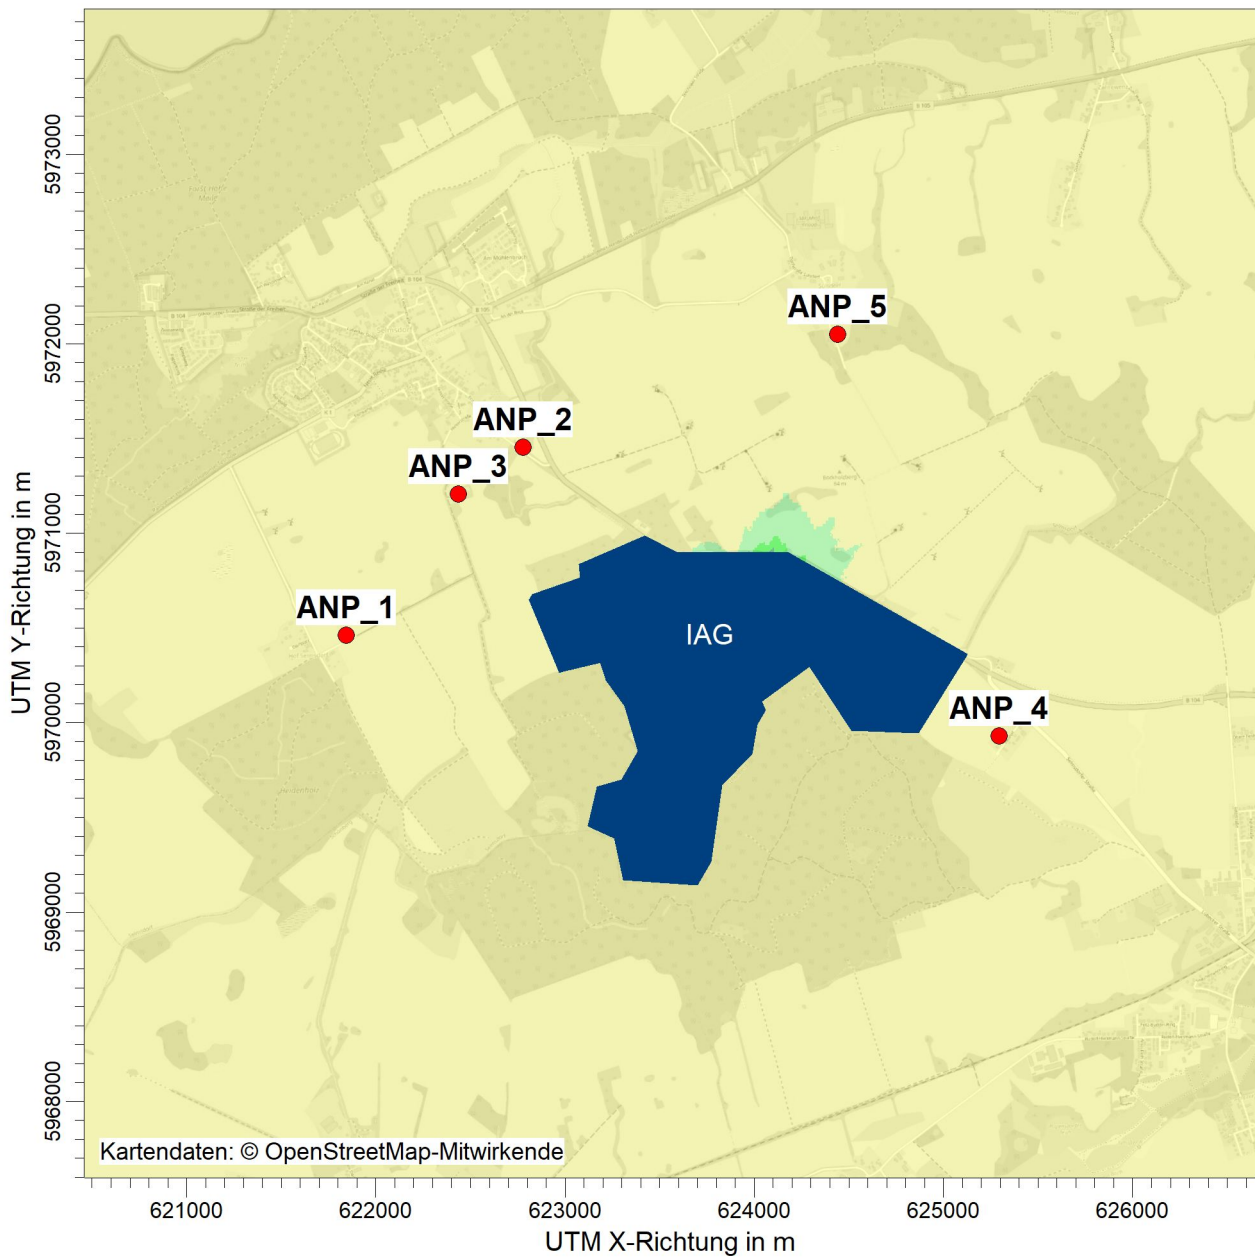 ANP_5
ANP_2
ANP_3
ANP_1
IAG
ANP_4
Kartendaten: © OpenStreetMap-Mitwirkende
5973000
5972000
5971000
5970000
5969000
5968000
UTM Y-Richtung in m
621000 622000 623000 624000 625000 626000
UTM X-Richtung in m